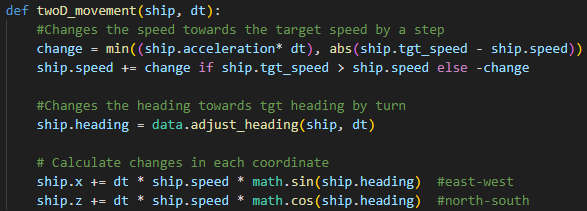 def twoD_movement(ship, dt):
    #Changes the speed towards the target speed by a step
    change = min((ship.acceleration* dt), abs(ship.tgt_speed - ship.speed))
    ship.speed += change if ship.tgt_speed > ship.speed else -change
    #Changes the heading towards tgt heading by turn
    ship.heading = data.adjust_heading(ship, dt)
    # Calculate changes in each coordinate
    ship.x += dt * ship.speed * math.sin(ship.heading)  #east-west
    ship.z += dt * ship.speed * math.cos(ship.heading)  #north-south